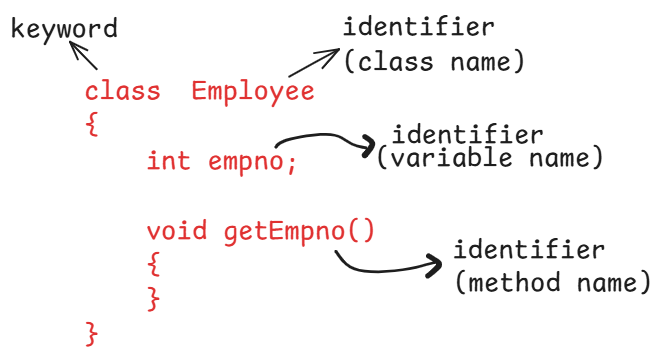 keyword
identifier
(class name)
class Employee
{
identifier
(variable name)
int empno;
void getEmpno()
identifier
(method name)
{
}
}